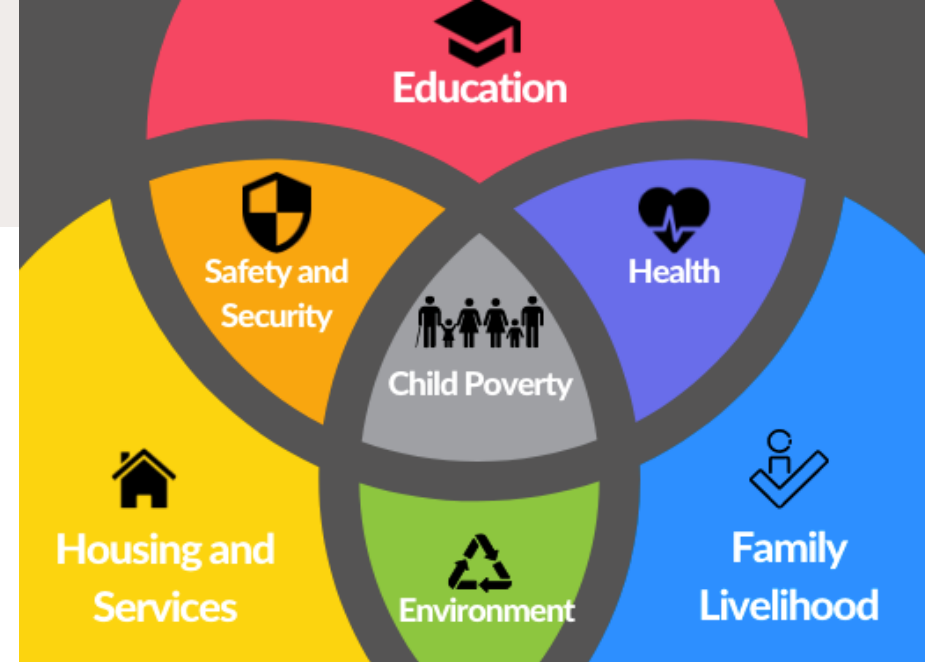 Education
Safety and
Security
Health
Child Poverty
Housing and
Services
Environment
Family
Livelihood